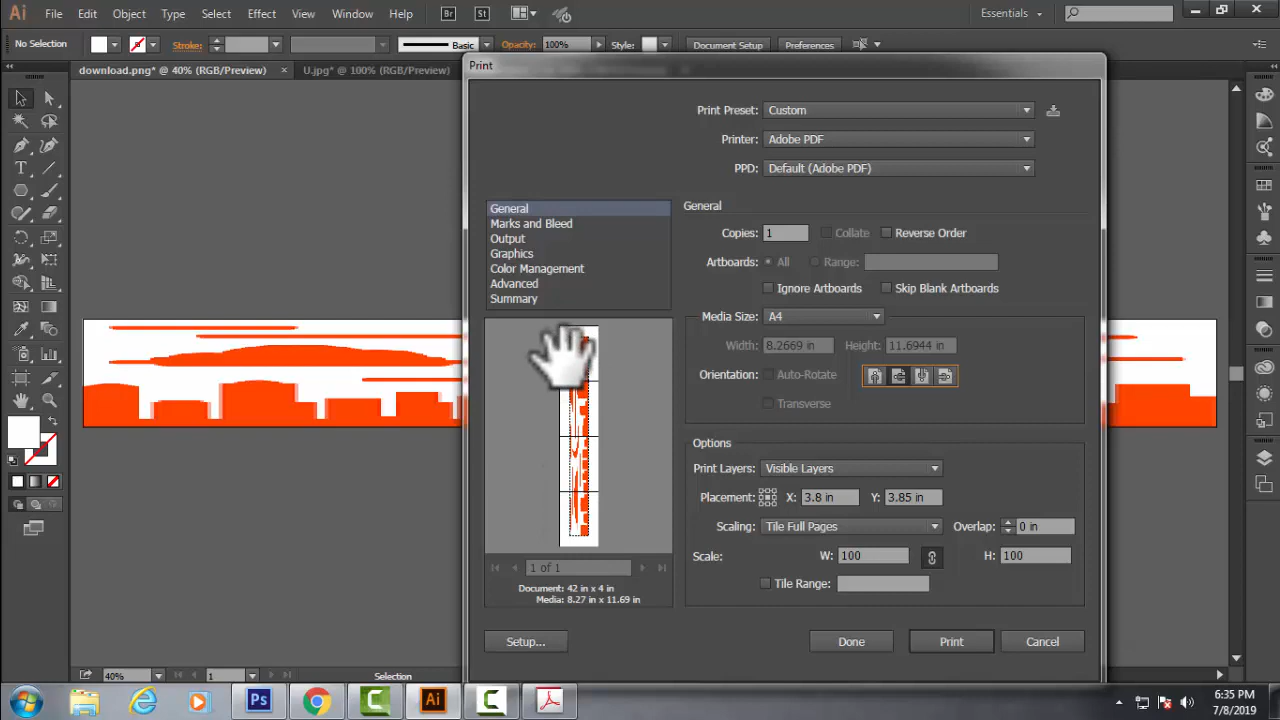 Ai File Edit Object Type Select Effect View Window Help Br St Essentials
No Selection Stroke: Basic Opacity: 100% Style: Document Setup Preferences
download.png* @ 40% (RGB/Preview) × U.jpg* @ 100% (RGB/Preview)
Print
Print Preset: Custom
Printer: Adobe PDF
PPD: Default (Adobe PDF)
General
Marks and Bleed
Output
Graphics
Color Management
Advanced
Summary
General
Copies: 1 Collate Reverse Order
Artboards: All Range:
Ignore Artboards Skip Blank Artboards
Media Size: A4
Width: 8.2669 in Height: 11.6944 in
Orientation: Auto-Rotate
Transverse
Options
Print Layers: Visible Layers
Placement: X: 3.8 in Y: 3.85 in
Scaling: Tile Full Pages Overlap: 0 in
Scale: W: 100 H: 100
Tile Range:
1 of 1
Document: 42 in x 4 in
Media: 8.27 in x 11.69 in
Setup... Done Print Cancel
40% 1 Selection
Ps Ai
6:35 PM
7/8/2019